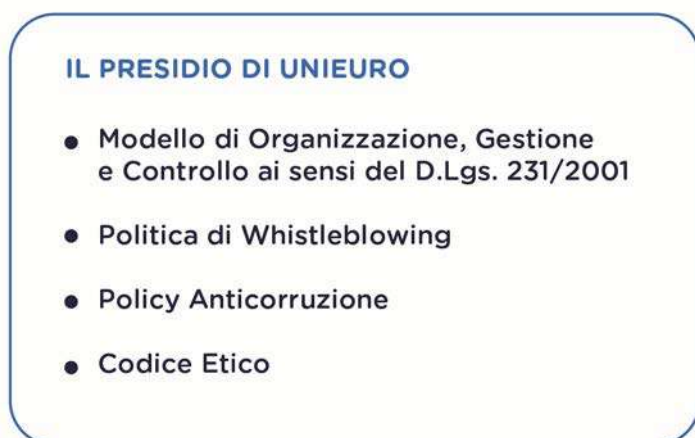 IL PRESIDIO DI UNIEURO
• Modello di Organizzazione, Gestione
e Controllo ai sensi del D.Lgs. 231/2001
• Politica di Whistleblowing
• Policy Anticorruzione
• Codice Etico